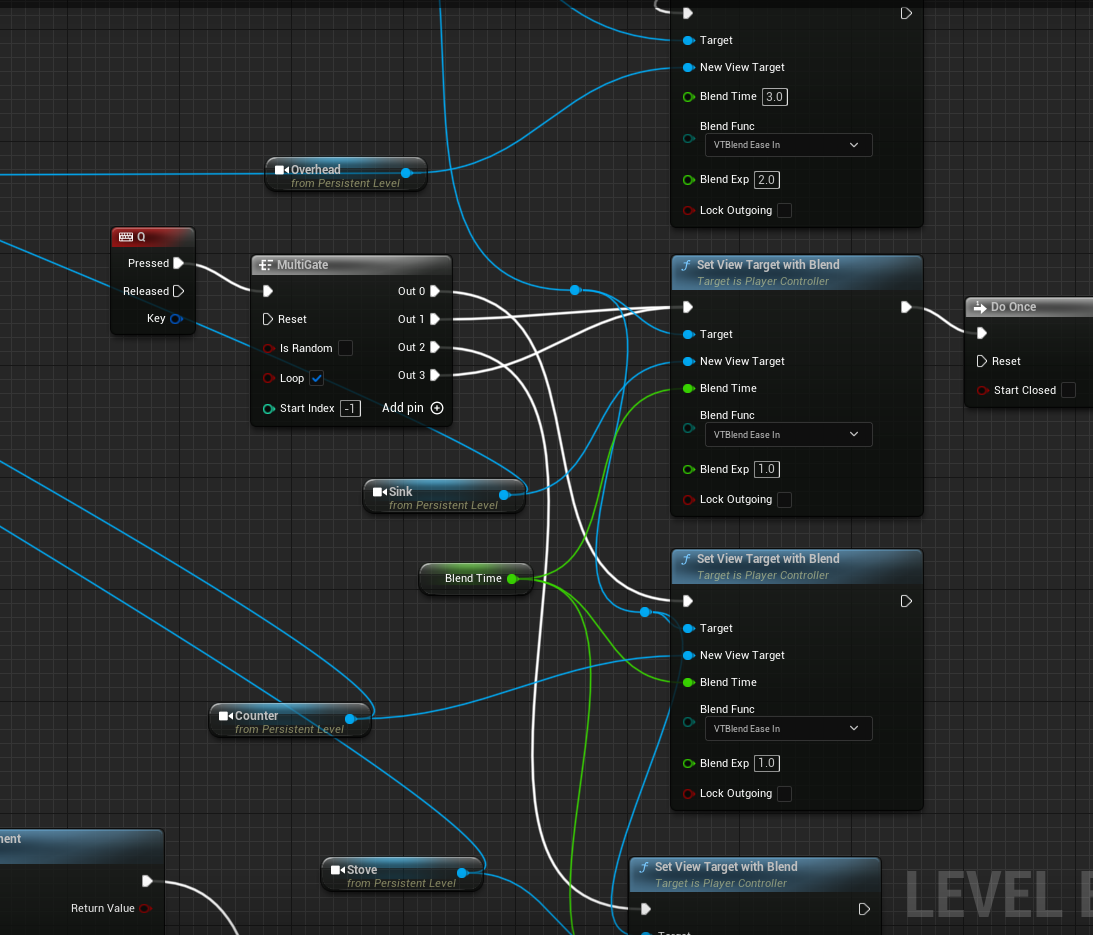 Target
New View Target
Blend Time 3.0
Blend Func
VTBlend Ease In
Blend Exp 2.0
Lock Outgoing
Overhead
from Persistent Level
Q
Pressed
Released
Key
MultiGate
Out 0
Reset
Out 1
Is Random
Out 2
Loop
Out 3
Start Index -1
Add pin
Set View Target with Blend
Target is Player Controller
Target
New View Target
Blend Time
Blend Func
VTBlend Ease In
Blend Exp 1.0
Lock Outgoing
Do Once
Reset
Start Closed
Sink
from Persistent Level
Blend Time
Set View Target with Blend
Target is Player Controller
Target
New View Target
Blend Time
Blend Func
VTBlend Ease In
Blend Exp 1.0
Lock Outgoing
Counter
from Persistent Level
Stove
from Persistent Level
ment
Return Value
Set View Target with Blend
Target is Player Controller
Target
LEVEL